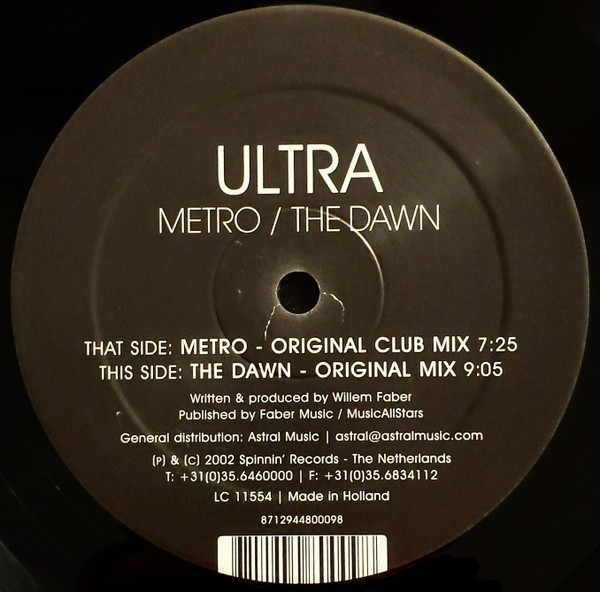 ULTRA
METRO / THE DAWN
THAT SIDE: METRO - ORIGINAL CLUB MIX 7:25
THIS SIDE: THE DAWN - ORIGINAL MIX 9:05
Written & produced by Willem Faber
Published by Faber Music / MusicAllStars
General distribution: Astral Music | astral@astralmusic.com
(P) & (C) 2002 Spinnin' Records - The Netherlands
T: +31(0)35.6460000 | F: +31(0)35.6834112
LC 11554 | Made in Holland
8712944800098